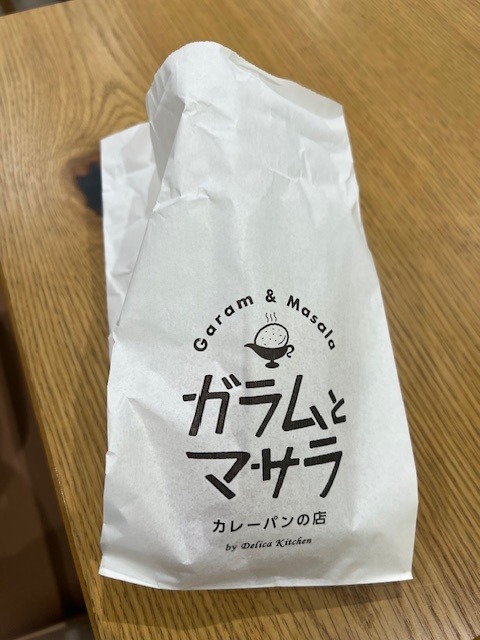 Garam & Masala
ガラムと
マサラ
カレーパンの店
by Delica Kitchen